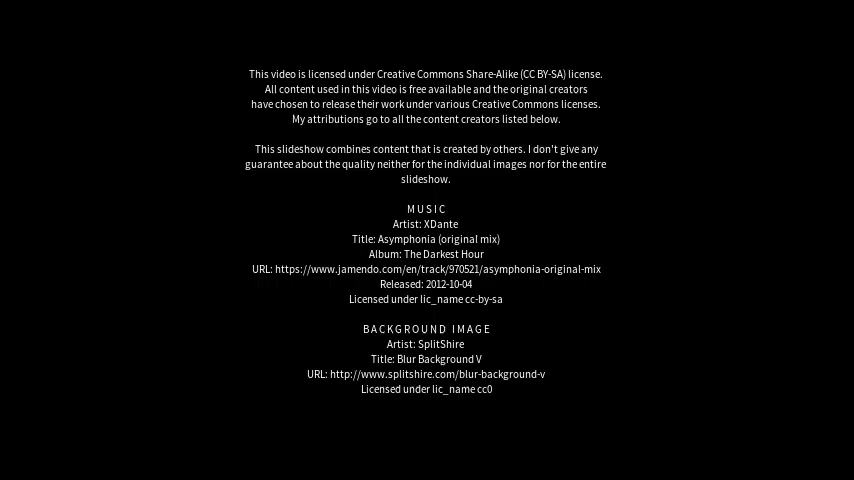 This video is licensed under Creative Commons Share-Alike (CC BY-SA) license.
All content used in this video is free available and the original creators
have chosen to release their work under various Creative Commons licenses.
My attributions go to all the content creators listed below.
This slideshow combines content that is created by others. I don't give any
guarantee about the quality neither for the individual images nor for the entire
slideshow.
MUSIC
Artist: XDante
Title: Asymphonia (original mix)
Album: The Darkest Hour
URL: https://www.jamendo.com/en/track/970521/asymphonia-original-mix
Released: 2012-10-04
Licensed under lic_name cc-by-sa
BACKGROUND IMAGE
Artist: SplitShire
Title: Blur Background V
URL: http://www.splitshire.com/blur-background-v
Licensed under lic_name cc0